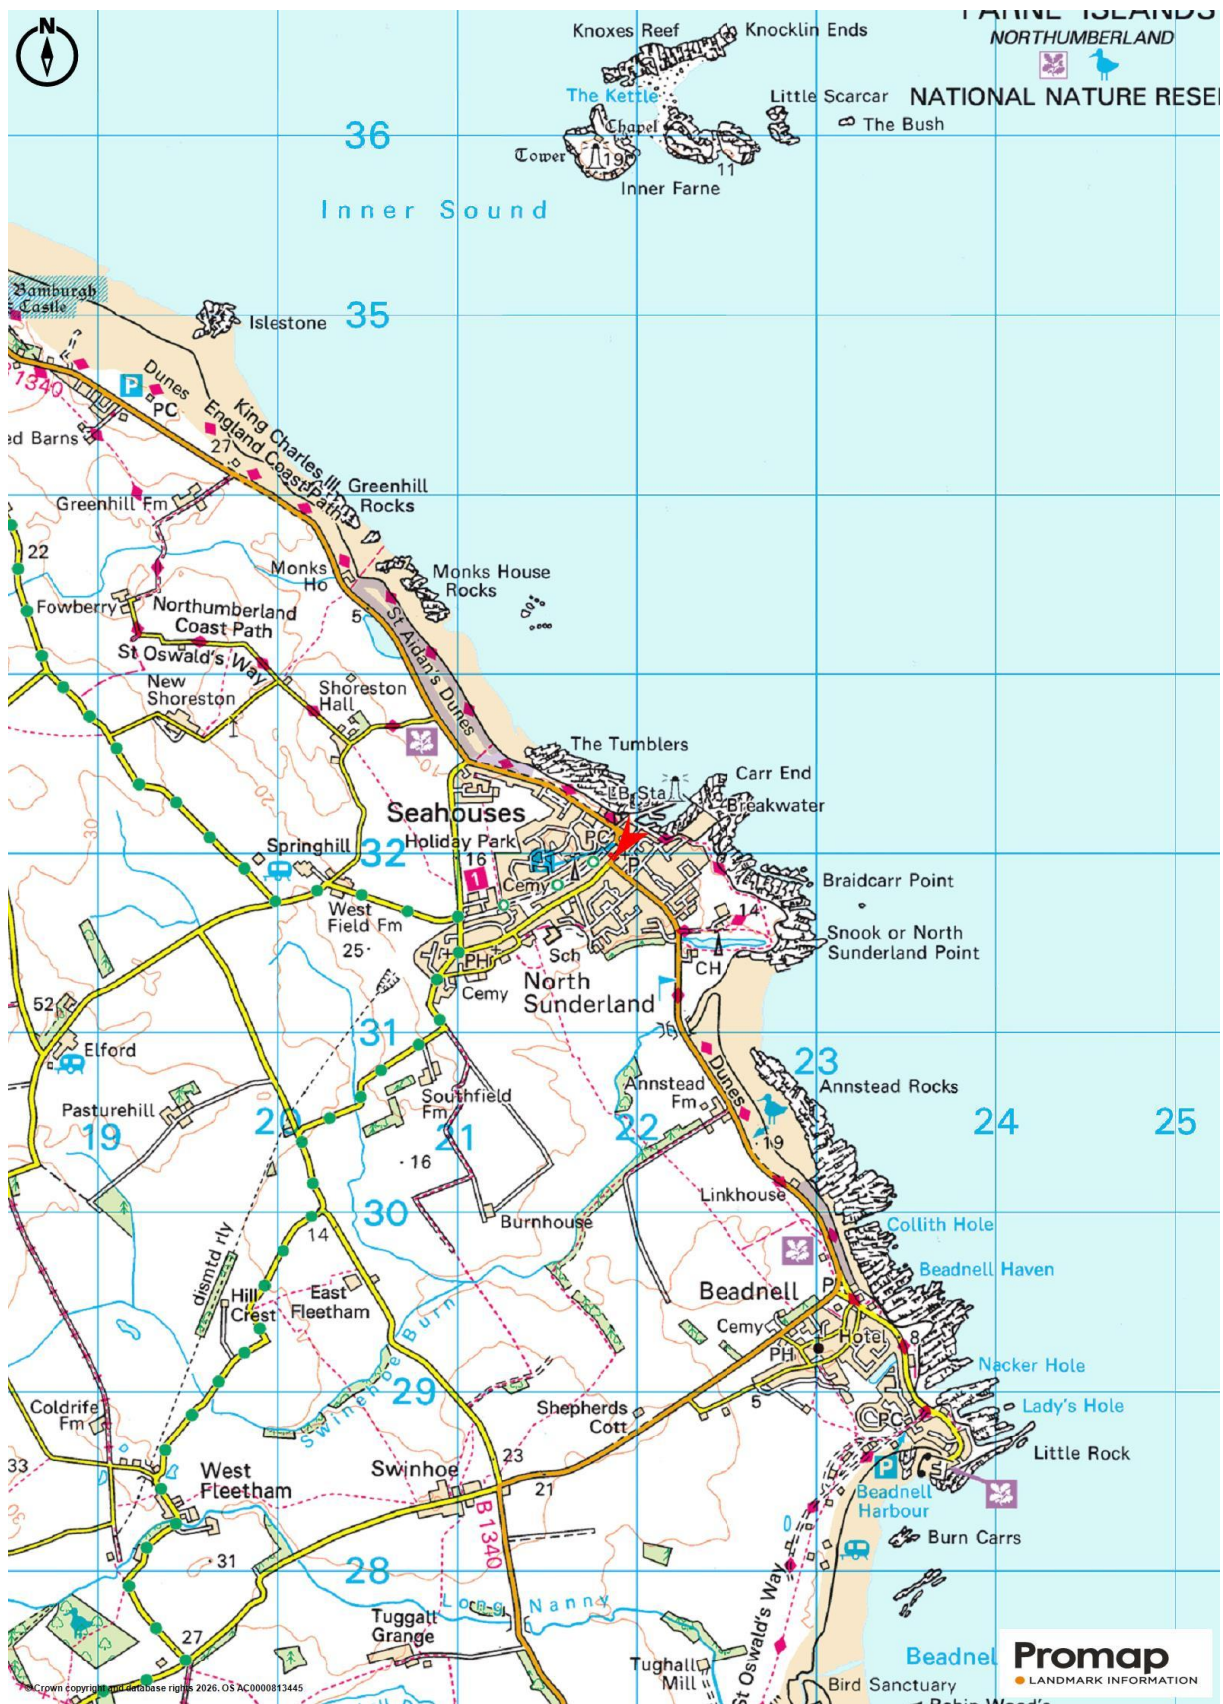 N
FARNE ISLANDS
NORTHUMBERLAND
NATIONAL NATURE RESE
Knoxes Reef
Knocklin Ends
The Kettle
Little Scarcar
The Bush
Chapel
36
Tower
19
11
Inner Farne
Inner Sound
Bamburgh
Castle
Islestone
35
1340
P
Dunes
PC
ed Barns
King Charles III
England Coast Path
27
Greenhill Fm
Greenhill
Rocks
22
Monks
Ho
Monks House
Rocks
Fowberry
Northumberland
Coast Path
5
St Oswald's Way
St Aidan's Dunes
New
Shoreston
Shoreston
Hall
10
The Tumblers
20
30
Carr End
LB Sta
Breakwater
Seahouses
Holiday Park
PC
Springhill
32
16
P
1
Cemy
Braidcarr Point
West
Field Fm
14
25
Snook or North
Sunderland Point
PH
Sch
CH
52
Cemy
North
Sunderland
31
Elford
23
Dunes
Annstead Rocks
Pasturehill
Southfield
Fm
Annstead
Fm
19
20
21
22
24
25
19
16
Linkhouse
30
Burnhouse
14
Collith Hole
dismtd rly
Beadnell Haven
Hill
Crest
East
Fleetham
Beadnell
P
Swinehoe Burn
Cemy
Hotel
8
PH
Nacker Hole
29
Coldrife
Fm
Shepherds
Cott
5
PC
Lady's Hole
Little Rock
33
West
Fleetham
Swinhoe
23
21
P
Beadnell
Harbour
B 1340
Burn Carrs
31
28
Long Nanny
St Oswald's Way
27
Tuggall
Grange
Tughall
Mill
Beadnel
Bird Sanctuary
Promap
LANDMARK INFORMATION
© Crown copyright and database rights 2026. OS AC0000813445